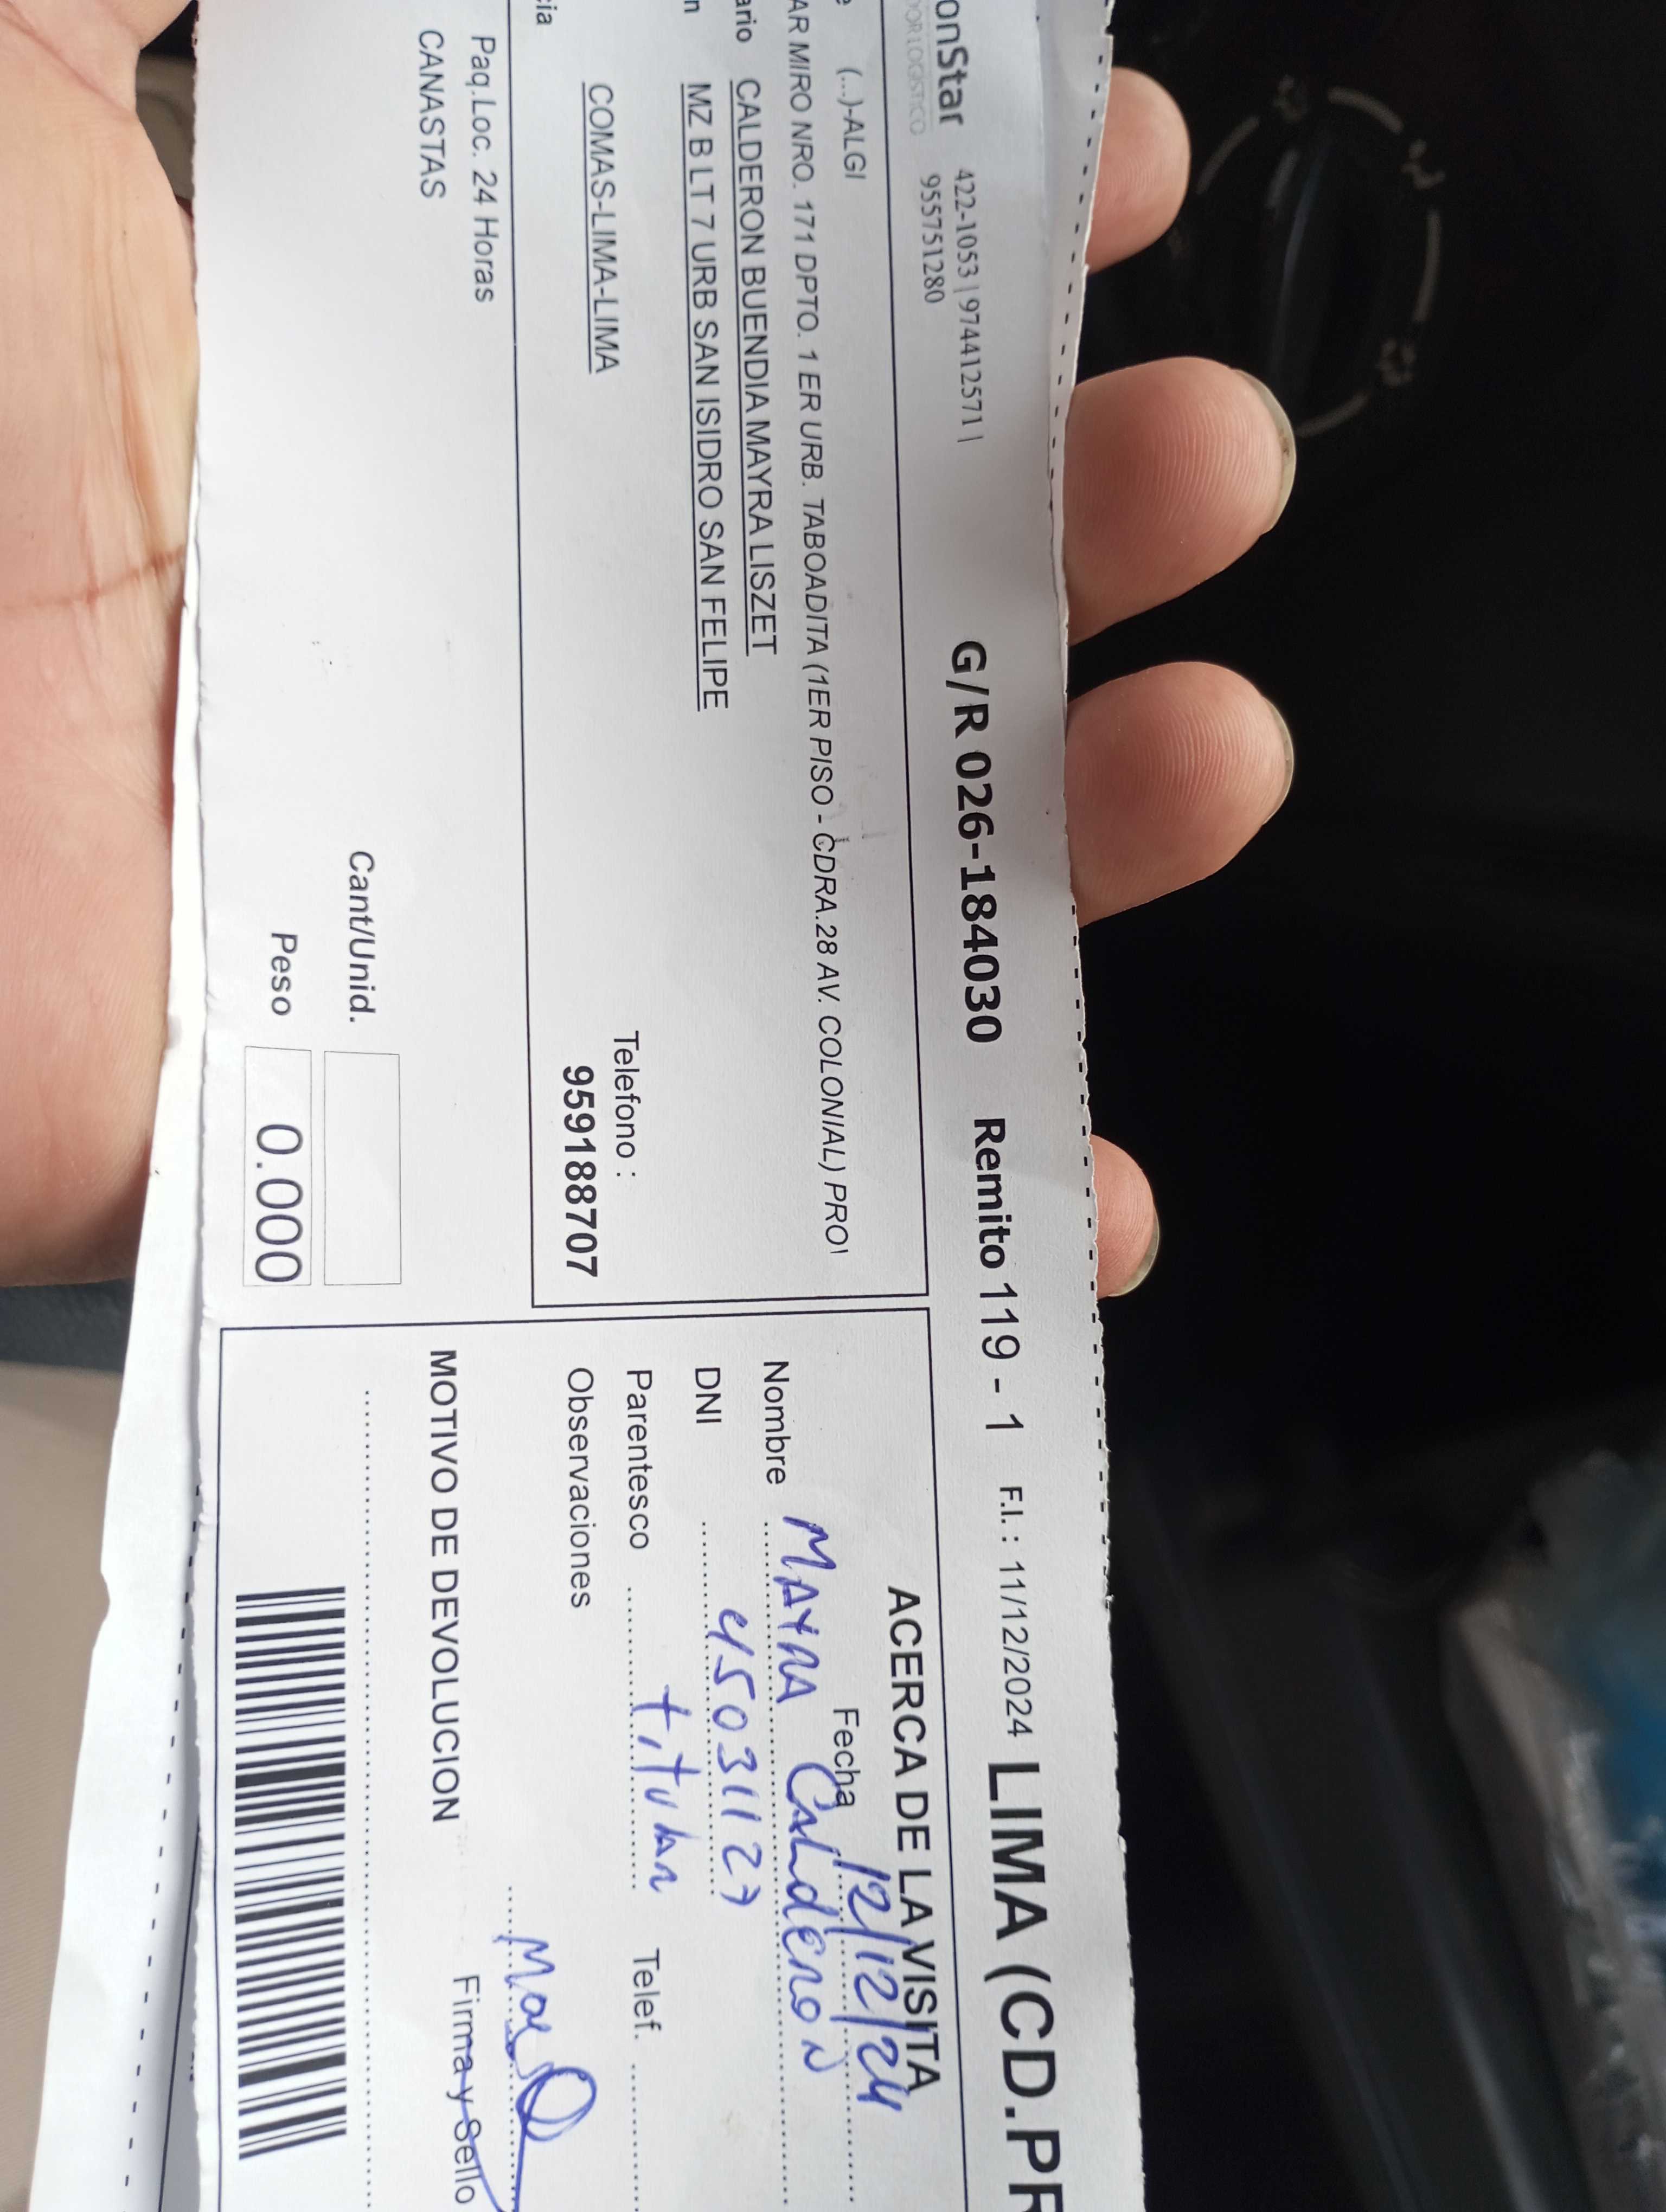 onStar
OOR LOGISTICO
422-1053 | 974412571 |
955751280
G/R 026-184030 Remito 119 - 1 F.I. : 11/12/2024 LIMA (CD.PR
e (...)-ALGI
AR MIRO NRO. 171 DPTO. 1 ER URB. TABOADITA (1ER PISO - CDRA.28 AV. COLONIAL) PROV
ario CALDERON BUENDIA MAYRA LISZET
n MZ B LT 7 URB SAN ISIDRO SAN FELIPE
COMAS-LIMA-LIMA
cia
Telefono :
959188707
Paq.Loc. 24 Horas
CANASTAS
Cant/Unid.
Peso 0.000
ACERCA DE LA VISITA
Fecha 12/12/24
Nombre MAYRA CALDERON
DNI 45031127
Parentesco titular Telef.
Observaciones
Firma y Sello
MOTIVO DE DEVOLUCION